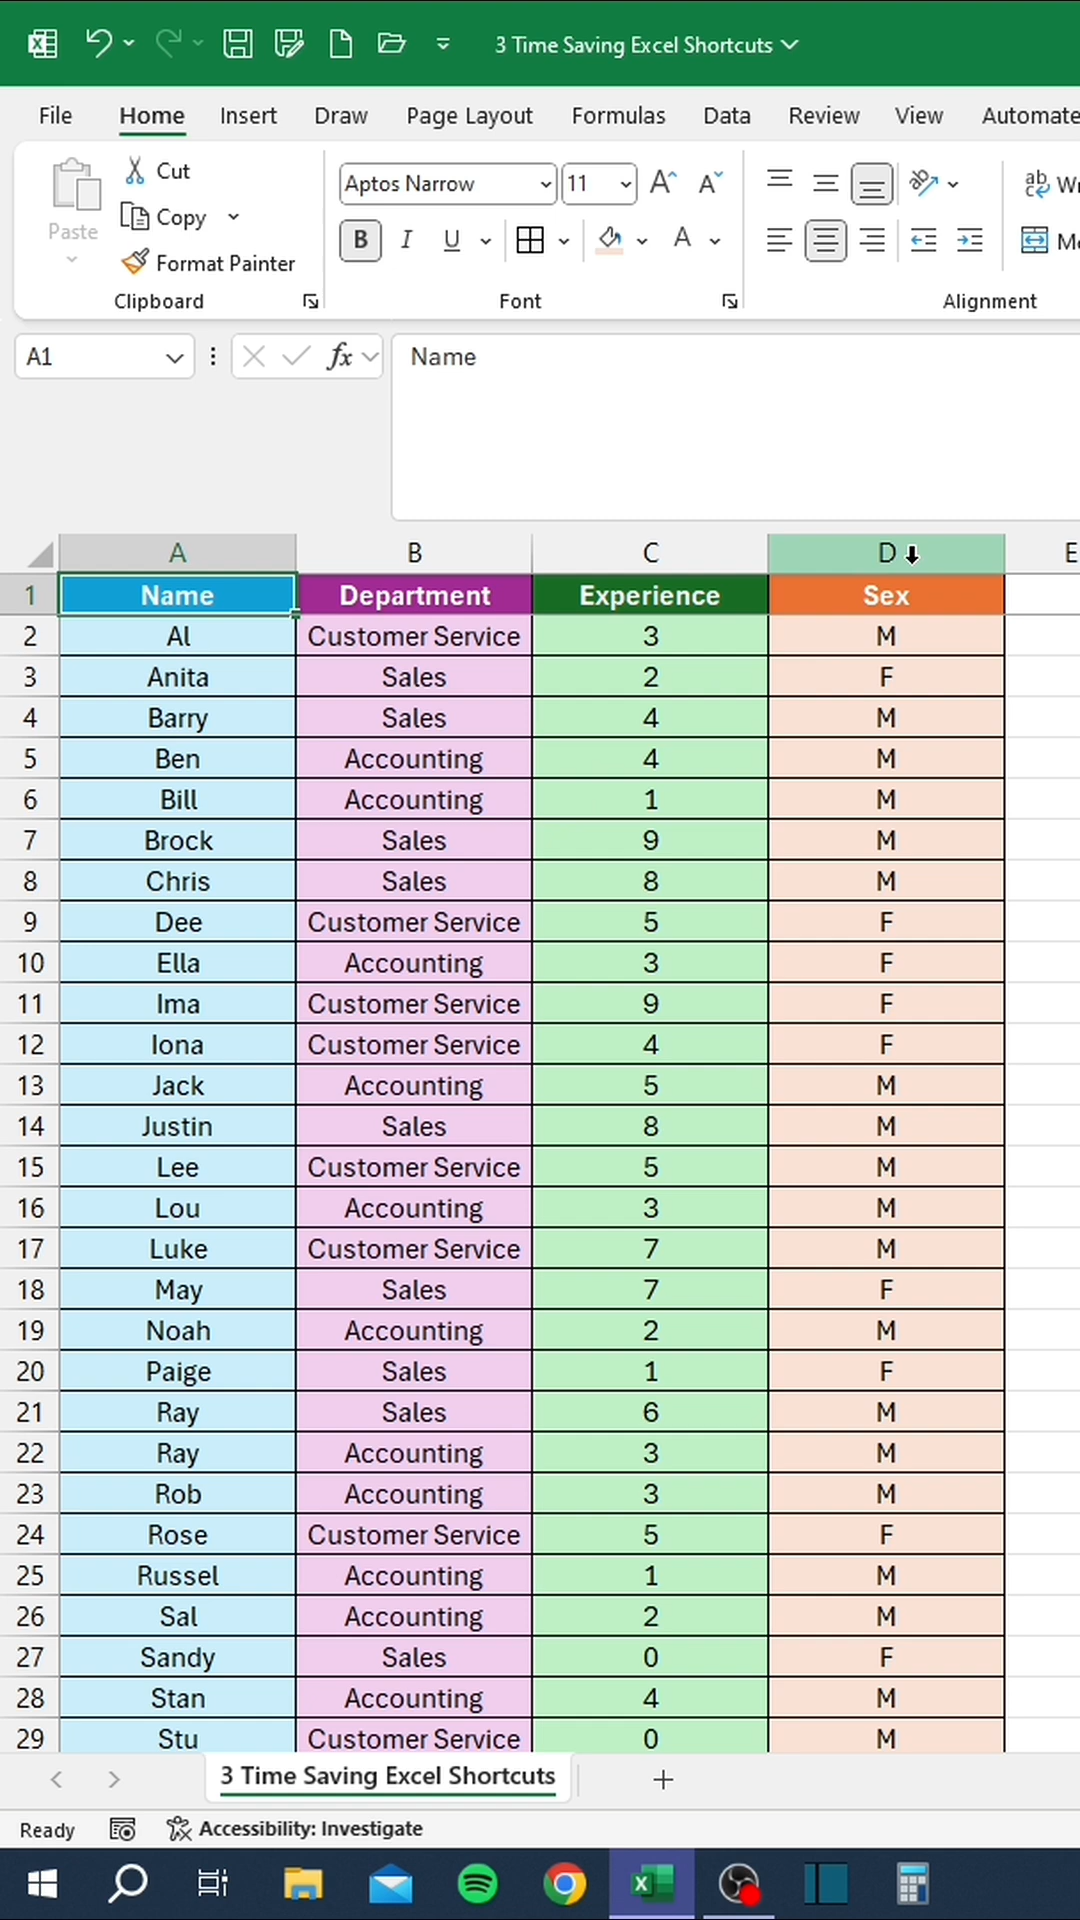 3 Time Saving Excel Shortcuts
File Home Insert Draw Page Layout Formulas Data Review View Automate
Paste
Cut
Copy
Format Painter
Clipboard
Aptos Narrow 11
B I U A
Font
ab
Alignment
A1 fx Name
A B C D E
1 Name Department Experience Sex
2 Al Customer Service 3 M
3 Anita Sales 2 F
4 Barry Sales 4 M
5 Ben Accounting 4 M
6 Bill Accounting 1 M
7 Brock Sales 9 M
8 Chris Sales 8 M
9 Dee Customer Service 5 F
10 Ella Accounting 3 F
11 Ima Customer Service 9 F
12 Iona Customer Service 4 F
13 Jack Accounting 5 M
14 Justin Sales 8 M
15 Lee Customer Service 5 M
16 Lou Accounting 3 M
17 Luke Customer Service 7 M
18 May Sales 7 F
19 Noah Accounting 2 M
20 Paige Sales 1 F
21 Ray Sales 6 M
22 Ray Accounting 3 M
23 Rob Accounting 3 M
24 Rose Customer Service 5 F
25 Russel Accounting 1 M
26 Sal Accounting 2 M
27 Sandy Sales 0 F
28 Stan Accounting 4 M
29 Stu Customer Service 0 M
3 Time Saving Excel Shortcuts
Ready Accessibility: Investigate